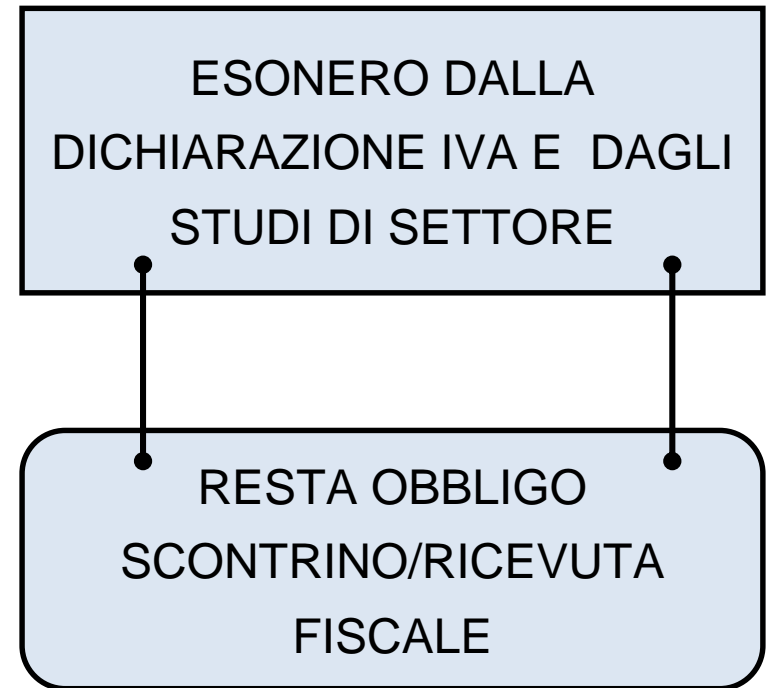 ESONERO DALLA
DICHIARAZIONE IVA E DAGLI
STUDI DI SETTORE
RESTA OBBLIGO
SCONTRINO/RICEVUTA
FISCALE